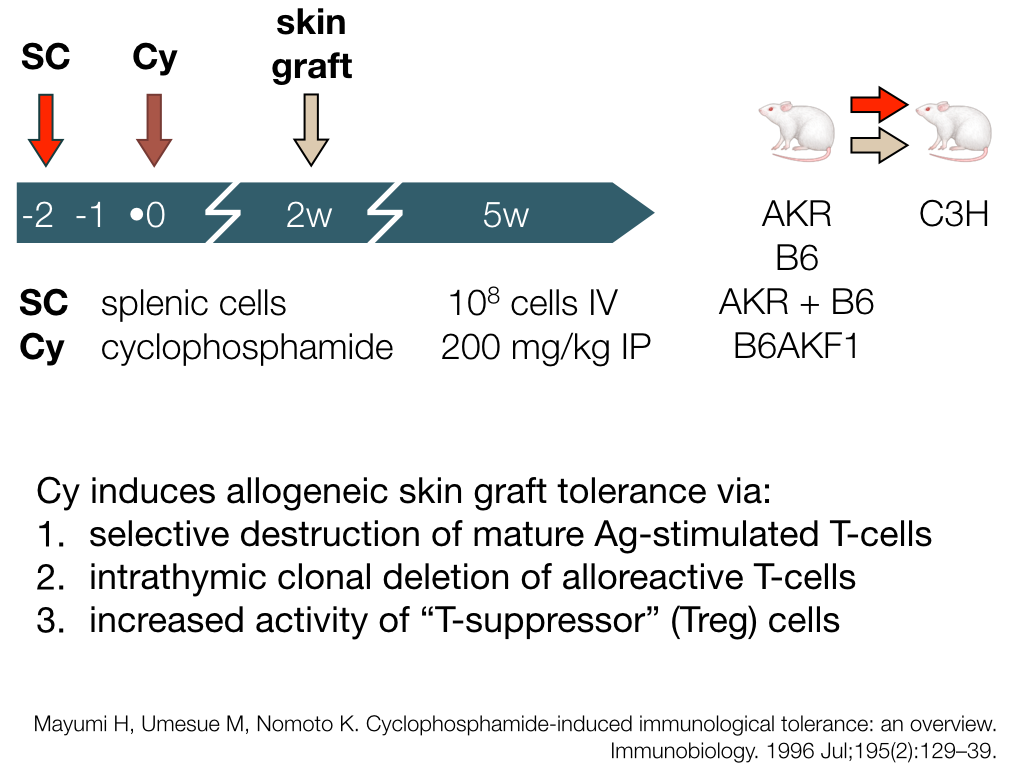 SC Cy skin
graft
-2 -1 •0 2w 5w
AKR C3H
B6
AKR + B6
B6AKF1
SC splenic cells 10⁸ cells IV
Cy cyclophosphamide 200 mg/kg IP
Cy induces allogeneic skin graft tolerance via:
1. selective destruction of mature Ag-stimulated T-cells
2. intrathymic clonal deletion of alloreactive T-cells
3. increased activity of “T-suppressor” (Treg) cells
Mayumi H, Umesue M, Nomoto K. Cyclophosphamide-induced immunological tolerance: an overview.
Immunobiology. 1996 Jul;195(2):129–39.